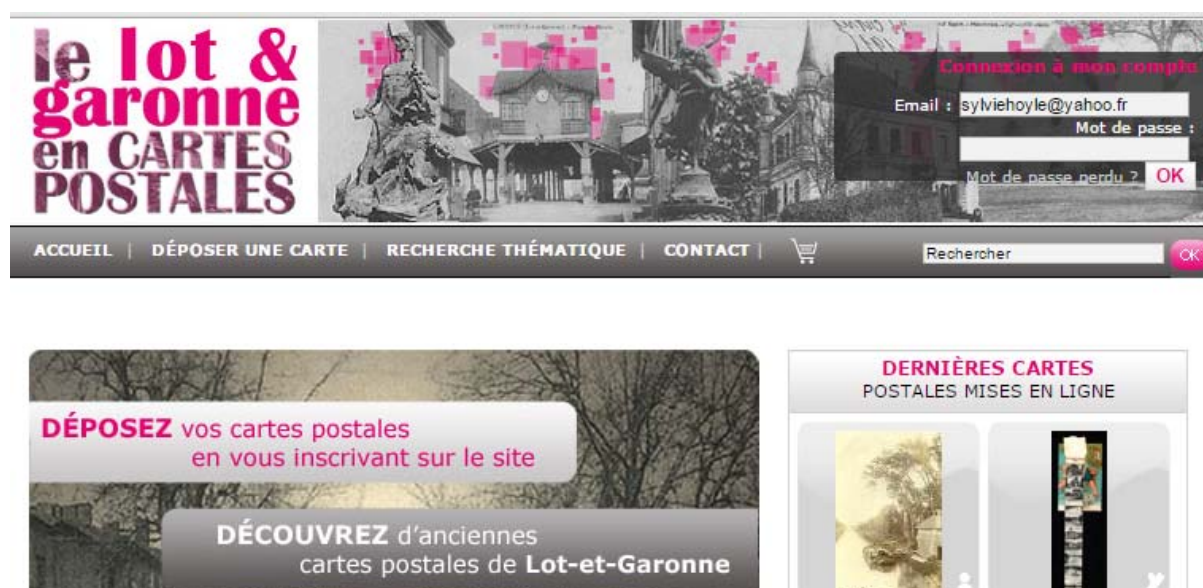 le lot &
garonne
en CARTES
POSTALES
Connexion à mon compte
Email : sylviehoyle@yahoo.fr
Mot de passe :
Mot de passe perdu ? OK
ACCUEIL | DÉPOSER UNE CARTE | RECHERCHE THÉMATIQUE | CONTACT | Rechercher OK
DÉPOSEZ vos cartes postales
en vous inscrivant sur le site
DÉCOUVREZ d'anciennes
cartes postales de Lot-et-Garonne
DERNIÈRES CARTES
POSTALES MISES EN LIGNE